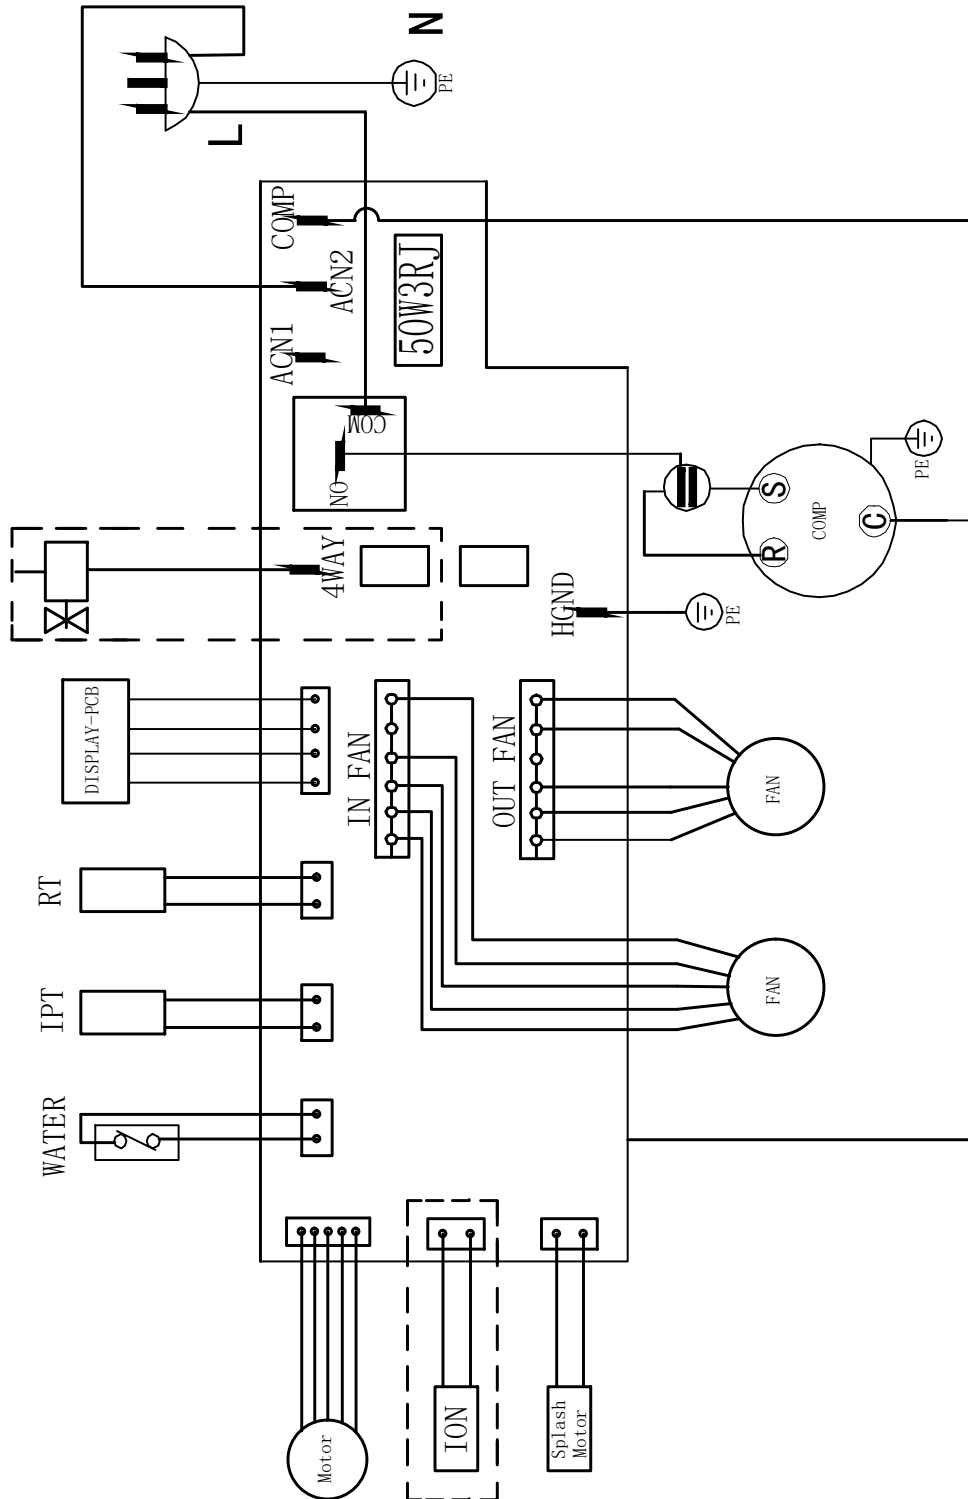 N
PE
L
COMP
ACN2
ACN1
50W3RJ
COM
NO
4WAY
S
R
COMP
C
PE
HGND
PE
DISPLAY-PCB
IN FAN
OUT FAN
FAN
RT
FAN
IPT
WATER
Motor
ION
Splash
Motor